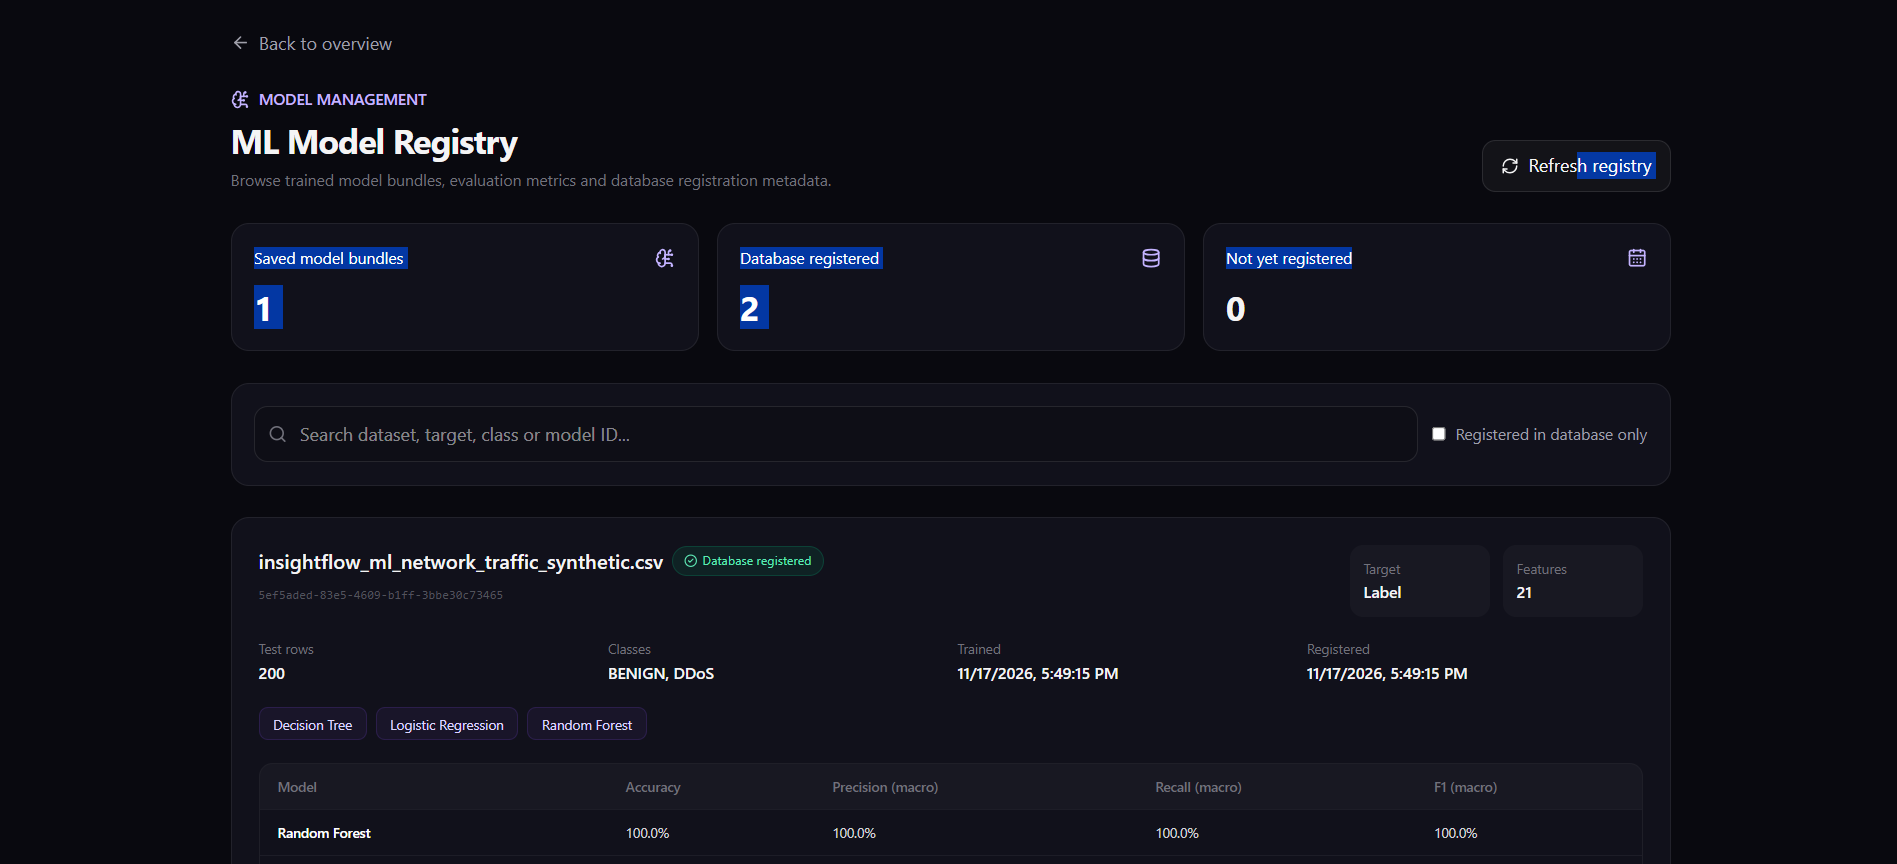 Back to overview
MODEL MANAGEMENT
ML Model Registry
Browse trained model bundles, evaluation metrics and database registration metadata.
Refresh registry
Saved model bundles
1
Database registered
2
Not yet registered
0
Search dataset, target, class or model ID...
Registered in database only
insightflow_ml_network_traffic_synthetic.csv
Database registered
5ef5aded-83e5-4609-b1ff-3bbe30c73465
Target
Label
Features
21
Test rows
200
Classes
BENIGN, DDoS
Trained
11/17/2026, 5:49:15 PM
Registered
11/17/2026, 5:49:15 PM
Decision Tree
Logistic Regression
Random Forest
Model Accuracy Precision (macro) Recall (macro) F1 (macro)
Random Forest 100.0% 100.0% 100.0% 100.0%